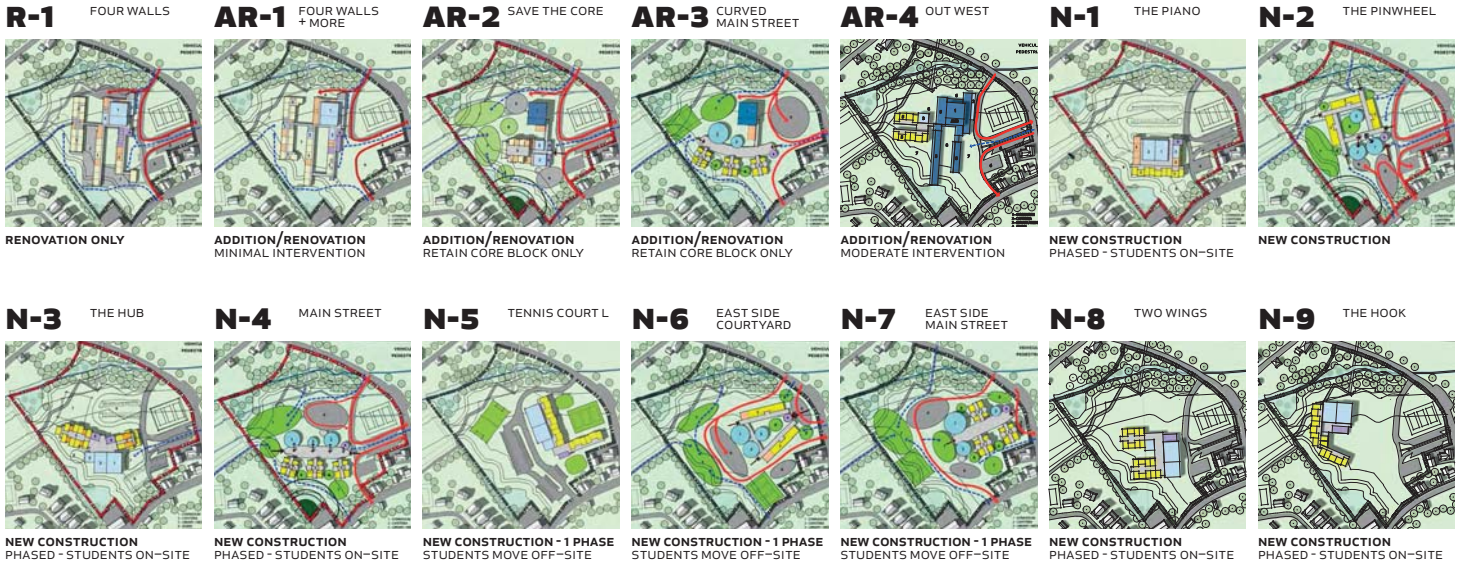 R-1 FOUR WALLS
RENOVATION ONLY
AR-1 FOUR WALLS
+ MORE
ADDITION/RENOVATION
MINIMAL INTERVENTION
AR-2 SAVE THE CORE
ADDITION/RENOVATION
RETAIN CORE BLOCK ONLY
AR-3 CURVED
MAIN STREET
ADDITION/RENOVATION
RETAIN CORE BLOCK ONLY
AR-4 OUT WEST
ADDITION/RENOVATION
MODERATE INTERVENTION
N-1 THE PIANO
NEW CONSTRUCTION
PHASED - STUDENTS ON-SITE
N-2 THE PINWHEEL
NEW CONSTRUCTION
N-3 THE HUB
NEW CONSTRUCTION
PHASED - STUDENTS ON-SITE
N-4 MAIN STREET
NEW CONSTRUCTION
PHASED - STUDENTS ON-SITE
N-5 TENNIS COURT L
NEW CONSTRUCTION - 1 PHASE
STUDENTS MOVE OFF-SITE
N-6 EAST SIDE
COURTYARD
NEW CONSTRUCTION - 1 PHASE
STUDENTS MOVE OFF-SITE
N-7 EAST SIDE
MAIN STREET
NEW CONSTRUCTION - 1 PHASE
STUDENTS MOVE OFF-SITE
N-8 TWO WINGS
NEW CONSTRUCTION
PHASED - STUDENTS ON-SITE
N-9 THE HOOK
NEW CONSTRUCTION
PHASED - STUDENTS ON-SITE